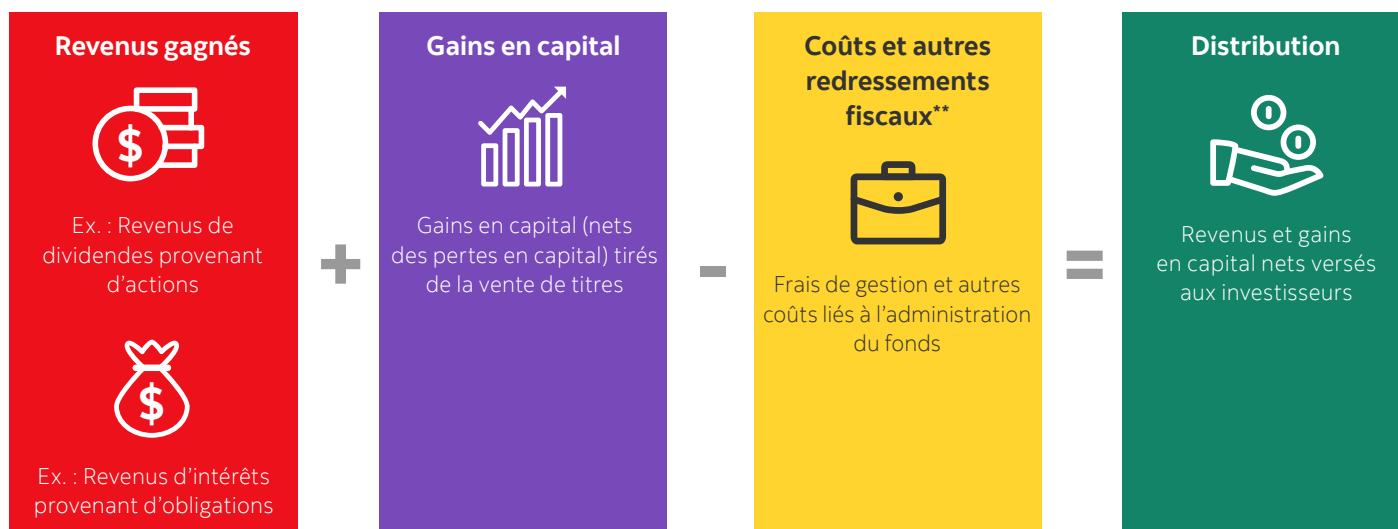 Revenus gagnés
$
Ex. : Revenus de
dividendes provenant
d'actions
$
Ex. : Revenus d'intérêts
provenant d'obligations
+
Gains en capital
Gains en capital (nets
des pertes en capital) tirés
de la vente de titres
-
Coûts et autres
redressements
fiscaux**
Frais de gestion et autres
coûts liés à l'administration
du fonds
=
Distribution
Revenus et gains
en capital nets versés
aux investisseurs